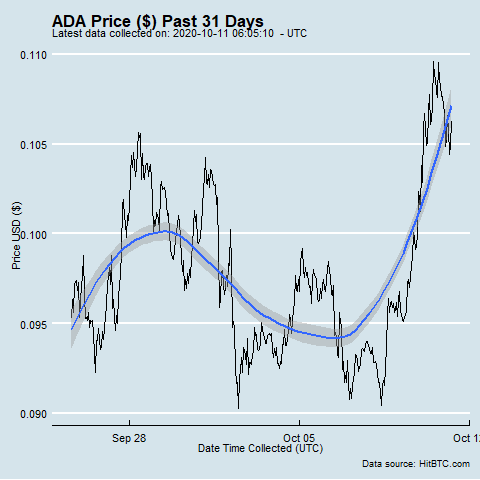 ADA Price ($) Past 31 Days
Latest data collected on: 2020-10-11 06:05:10 - UTC
0.110
0.105
0.100
0.095
0.090
Price USD ($)
Sep 28
Oct 05
Oct 1
Date Time Collected (UTC)
Data source: HitBTC.com